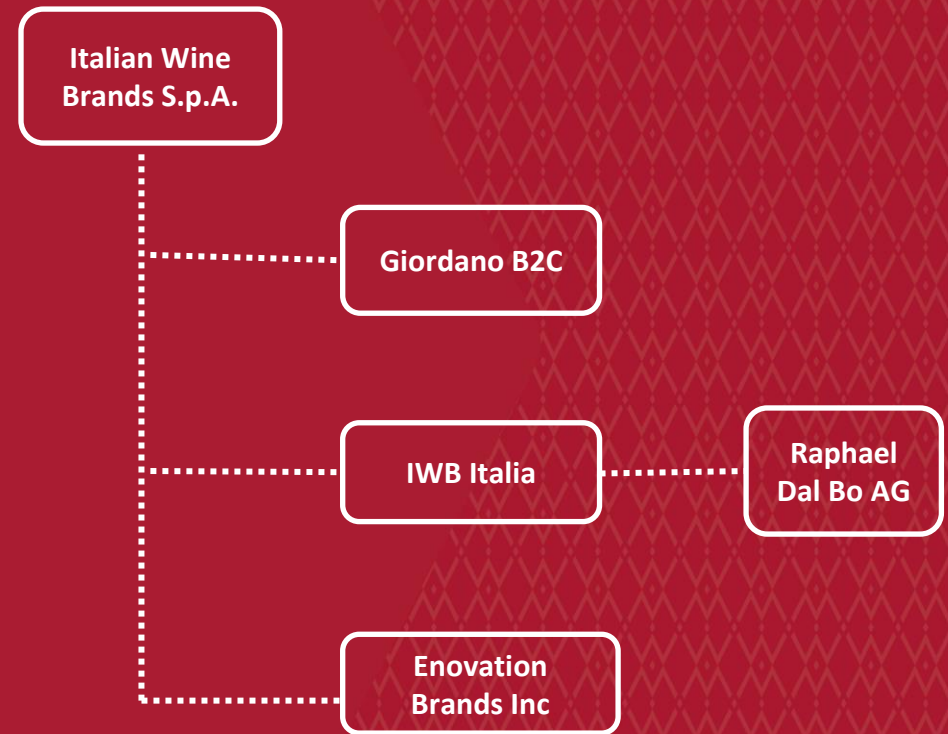 Italian Wine
Brands S.p.A.
Giordano B2C
IWB Italia
Raphael
Dal Bo AG
Enovation
Brands Inc